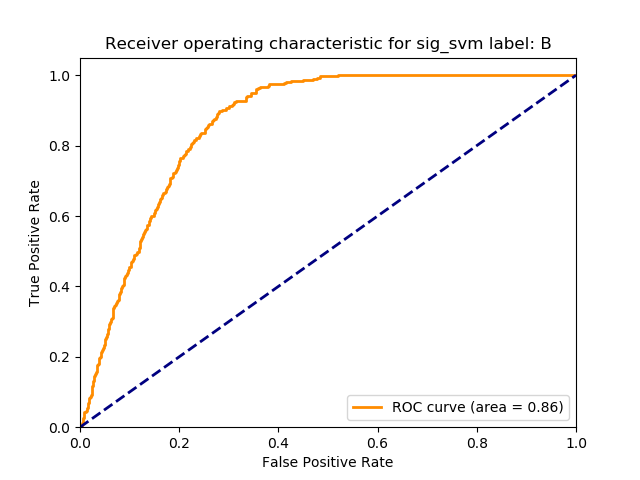 Receiver operating characteristic for sig_svm label: B
1.0
0.8
0.6
0.4
0.2
0.0
True Positive Rate
ROC curve (area = 0.86)
0.0 0.2 0.4 0.6 0.8 1.0
False Positive Rate